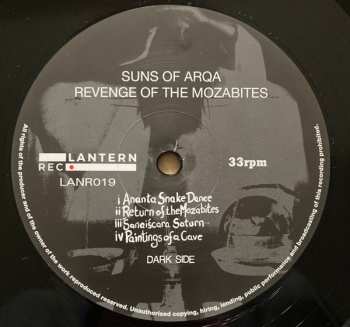 SUNS OF ARQA
REVENGE OF THE MOZABITES
LANTERN
REC.
LANR019
33rpm
i Ananta Snake Dance
ii Return of the Mozabites
iii Sanaiscara Saturn
iv Paintings of a Cave
DARK SIDE
All rights of the producer and of the owner of the work reproduced reserved. Unauthorised copying, hiring, lending, public performance and broadcasting of this recording prohibited.